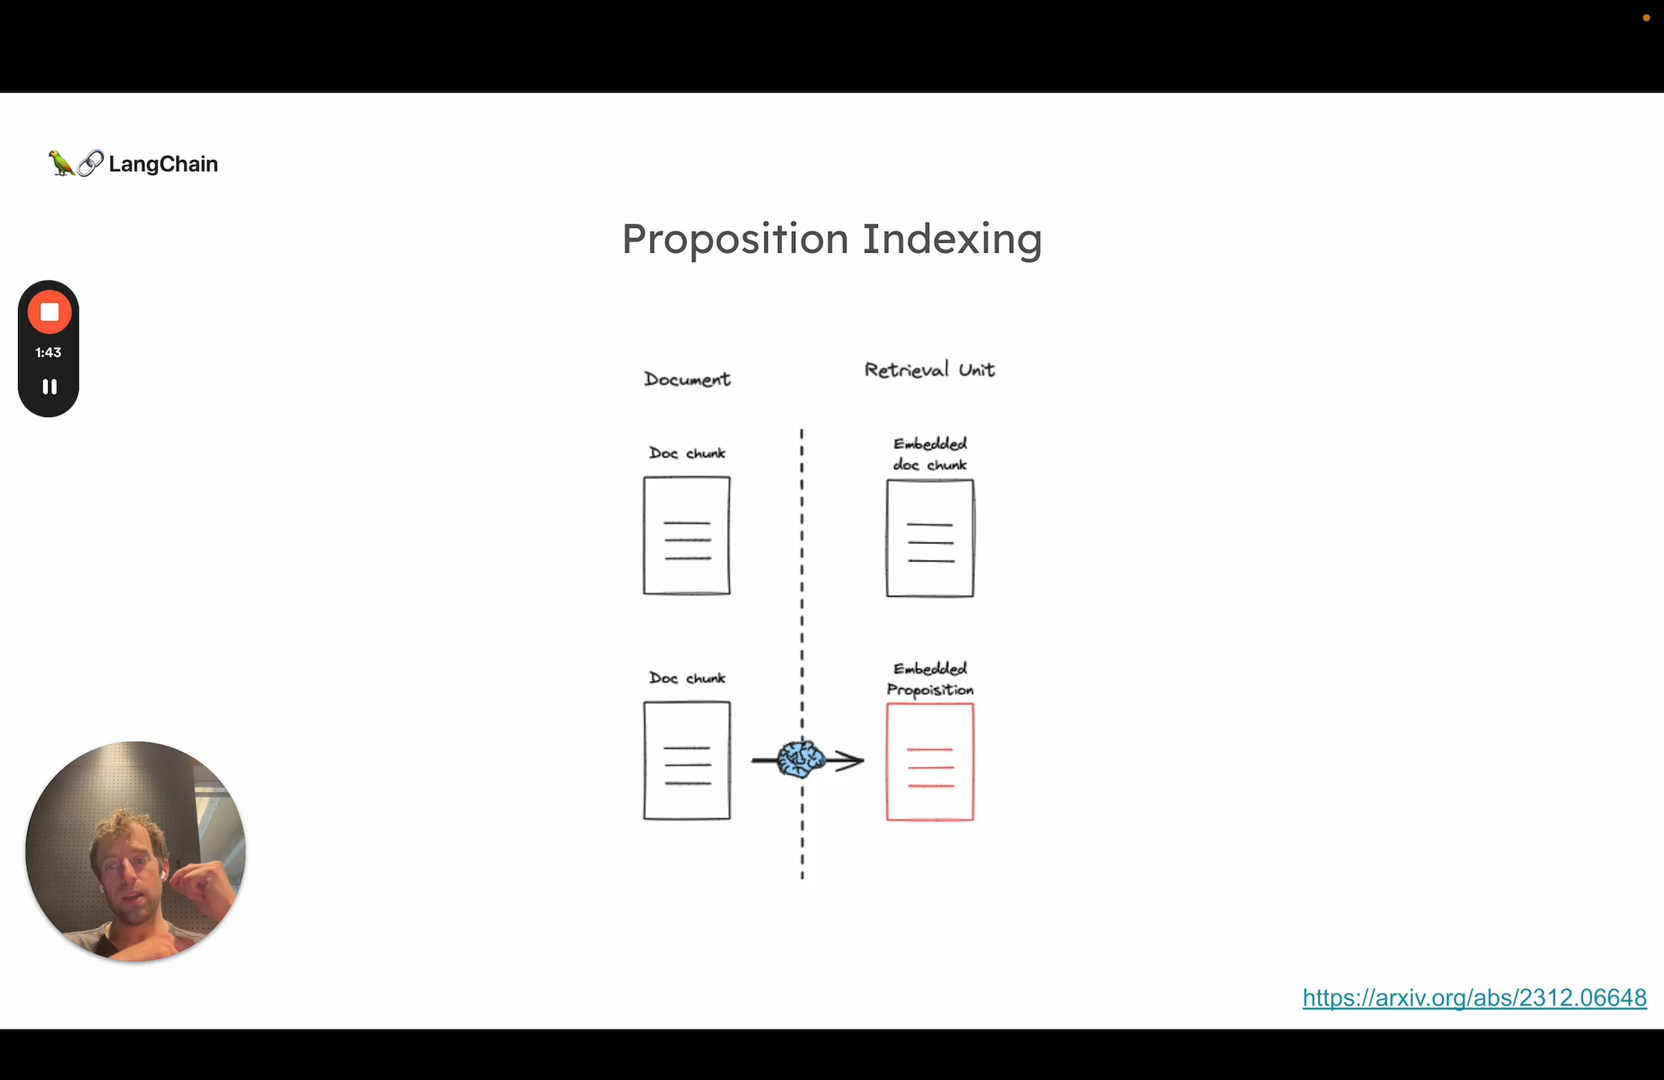 LangChain
Proposition Indexing
1:43
Document
Retrieval Unit
Doc chunk
Embedded
doc chunk
Doc chunk
Embedded
Propoisition
https://arxiv.org/abs/2312.06648